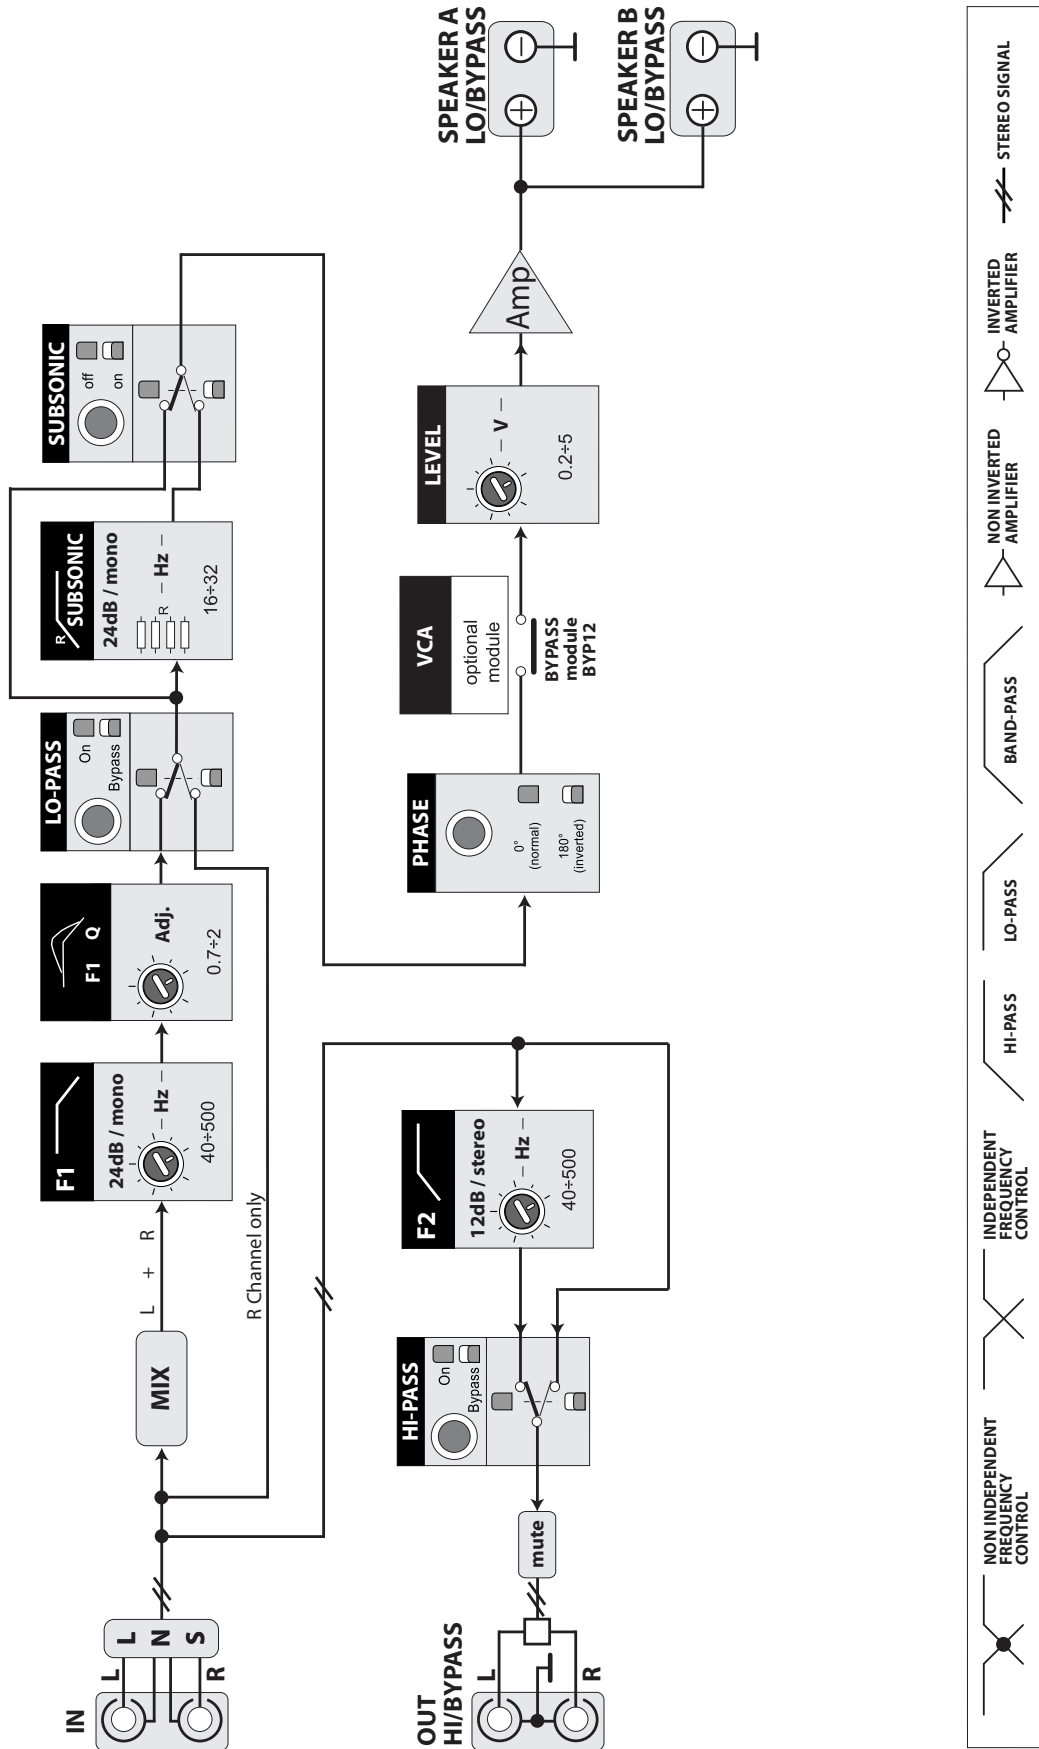 IN
L
R
L
N
S
MIX
L + R
R Channel only
F1
24dB / mono
– Hz –
40÷500
F1 Q
Adj.
0.7÷2
LO-PASS
On
Bypass
R
SUBSONIC
24dB / mono
R
– Hz –
16÷32
SUBSONIC
off
on
OUT
HI/BYPASS
L
R
mute
HI-PASS
On
Bypass
F2
12dB / stereo
– Hz –
40÷500
PHASE
0°
(normal)
180°
(inverted)
VCA
optional
module
BYPASS
module
BYP12
LEVEL
– V –
0.2÷5
Amp
SPEAKER A
LO/BYPASS
+
−
SPEAKER B
LO/BYPASS
+
−
NON INDEPENDENT
FREQUENCY
CONTROL
INDEPENDENT
FREQUENCY
CONTROL
HI-PASS
LO-PASS
BAND-PASS
NON INVERTED
AMPLIFIER
INVERTED
AMPLIFIER
STEREO SIGNAL